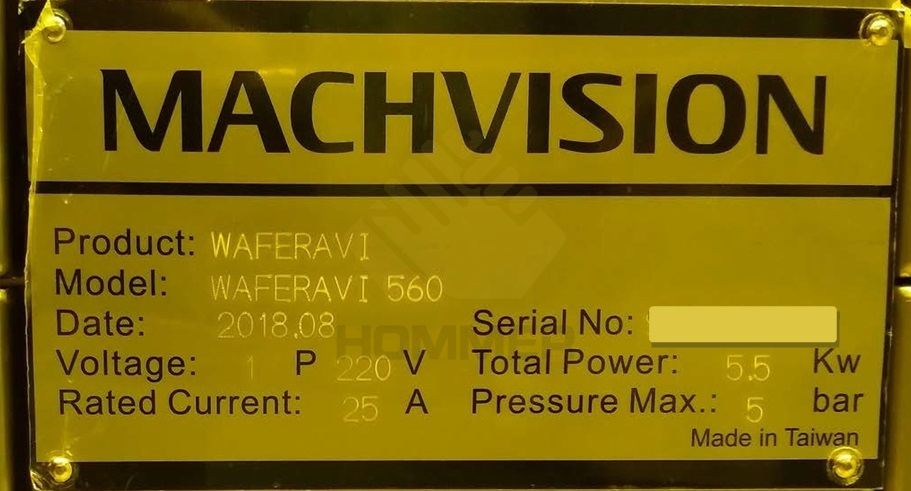 MACHVISION
Product: WAFERAVI
Model: WAFERAVI 560
Date: 2018.08 Serial No:
Voltage: 1 P 220 V Total Power: 5.5 Kw
Rated Current: 25 A Pressure Max.: 5 bar
Made in Taiwan
HOMMER